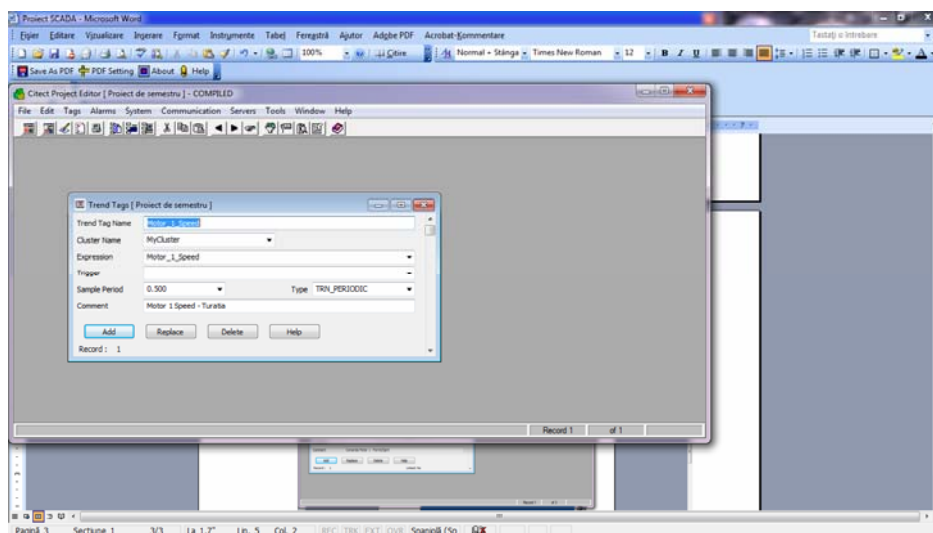 Proiect SCADA - Microsoft Word
Fişier Editare Vizualizare Inserare Format Instrumente Tabel Fereastră Ajutor Adobe PDF Acrobat-Kommentare
Tastaţi o întrebare
100% Citire Normal + Stânga Times New Roman 12 B I U
Save As PDF PDF Setting About Help
Citect Project Editor [ Proiect de semestru ] - COMPILED
File Edit Tags Alarms System Communication Servers Tools Window Help
Trend Tags [ Proiect de semestru ]
Trend Tag Name Motor_1_Speed
Cluster Name MyCluster
Expression Motor_1_Speed
Trigger
Sample Period 0.500 Type TRN_PERIODIC
Comment Motor 1 Speed - Turatia
Add Replace Delete Help
Record : 1
Record 1 of 1
Pagină 3 Secţiune 1 3/3 La 1,7" Lin. 5 Col. 2 REC TRK EXT OVR Spaniolă (Sp